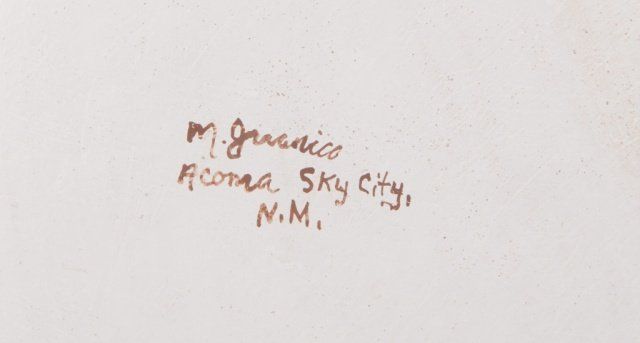 M. Juanico
Acoma Sky City,
N.M.